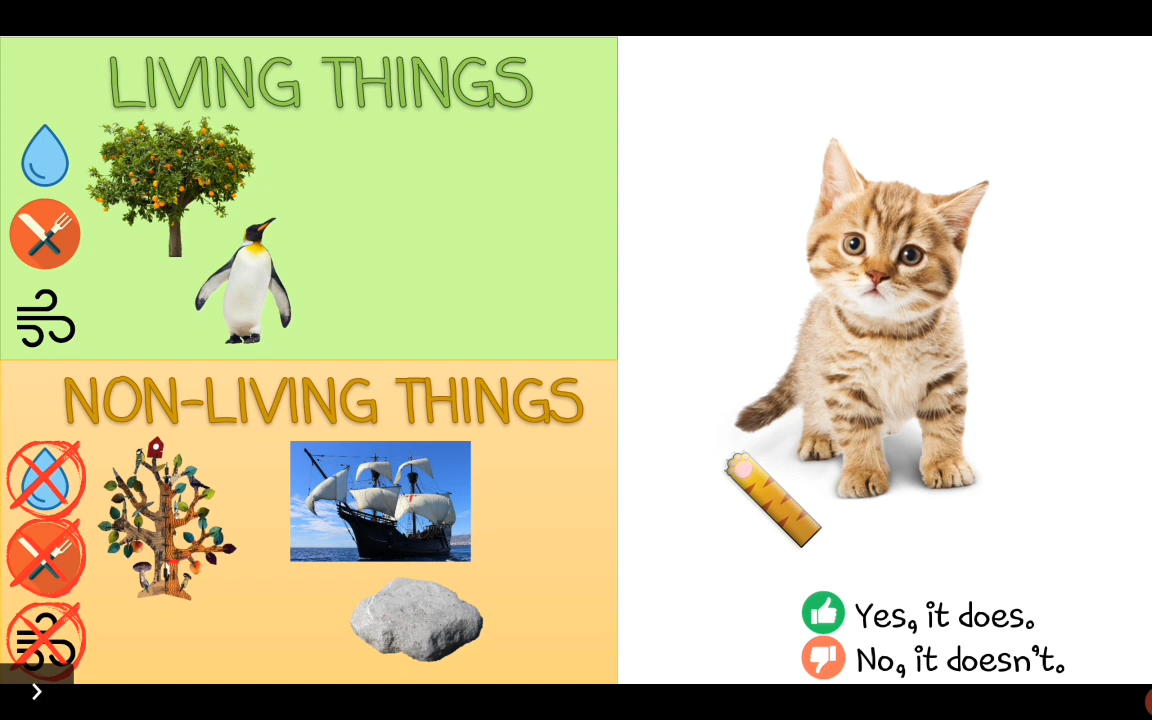 LIVING THINGS
NON-LIVING THINGS
Yes, it does.
No, it doesn't.